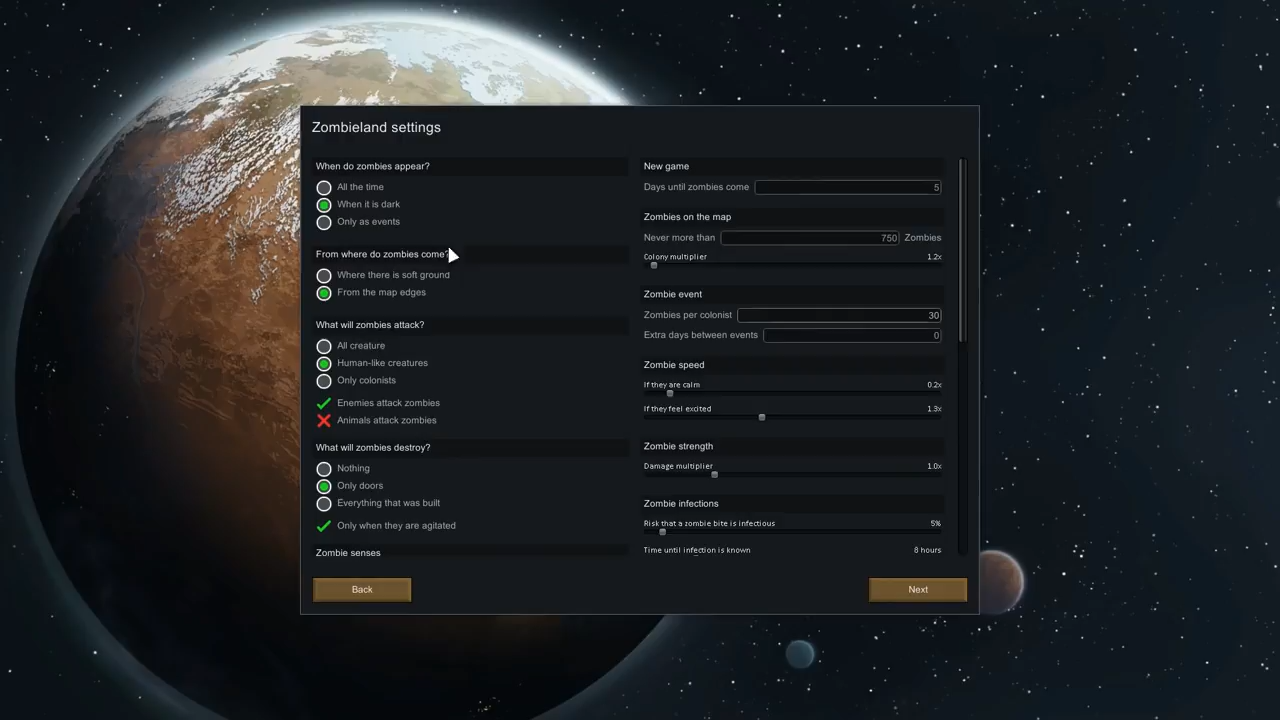 Zombieland settings
When do zombies appear?
All the time
When it is dark
Only as events
From where do zombies come?
Where there is soft ground
From the map edges
What will zombies attack?
All creature
Human-like creatures
Only colonists
Enemies attack zombies
Animals attack zombies
What will zombies destroy?
Nothing
Only doors
Everything that was built
Only when they are agitated
Zombie senses
New game
Days until zombies come 5
Zombies on the map
Never more than 750 Zombies
Colony multiplier 1.2x
Zombie event
Zombies per colonist 30
Extra days between events 0
Zombie speed
If they are calm 0.2x
If they feel excited 1.3x
Zombie strength
Damage multiplier 1.0x
Zombie infections
Risk that a zombie bite is infectious 5%
Time until infection is known 8 hours
Back
Next